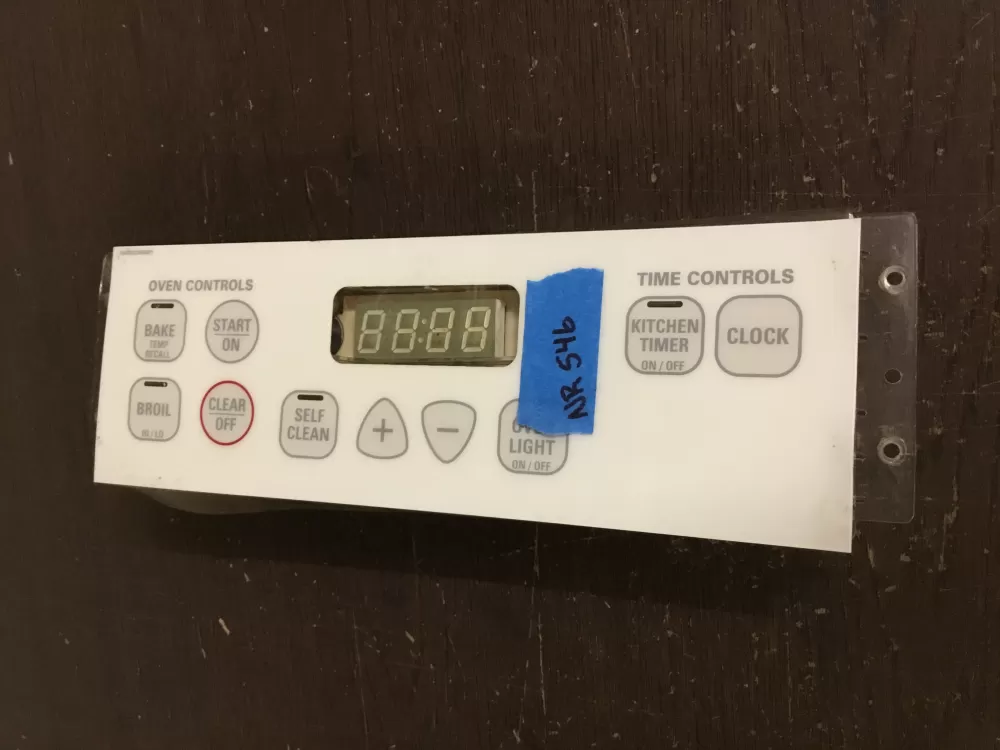 OVEN CONTROLS
BAKE
TEMP
RECALL
START
ON
BROIL
HI / LO
CLEAR
OFF
SELF
CLEAN
+
−
88:88
NR 546
LIGHT
ON / OFF
TIME CONTROLS
KITCHEN
TIMER
ON / OFF
CLOCK